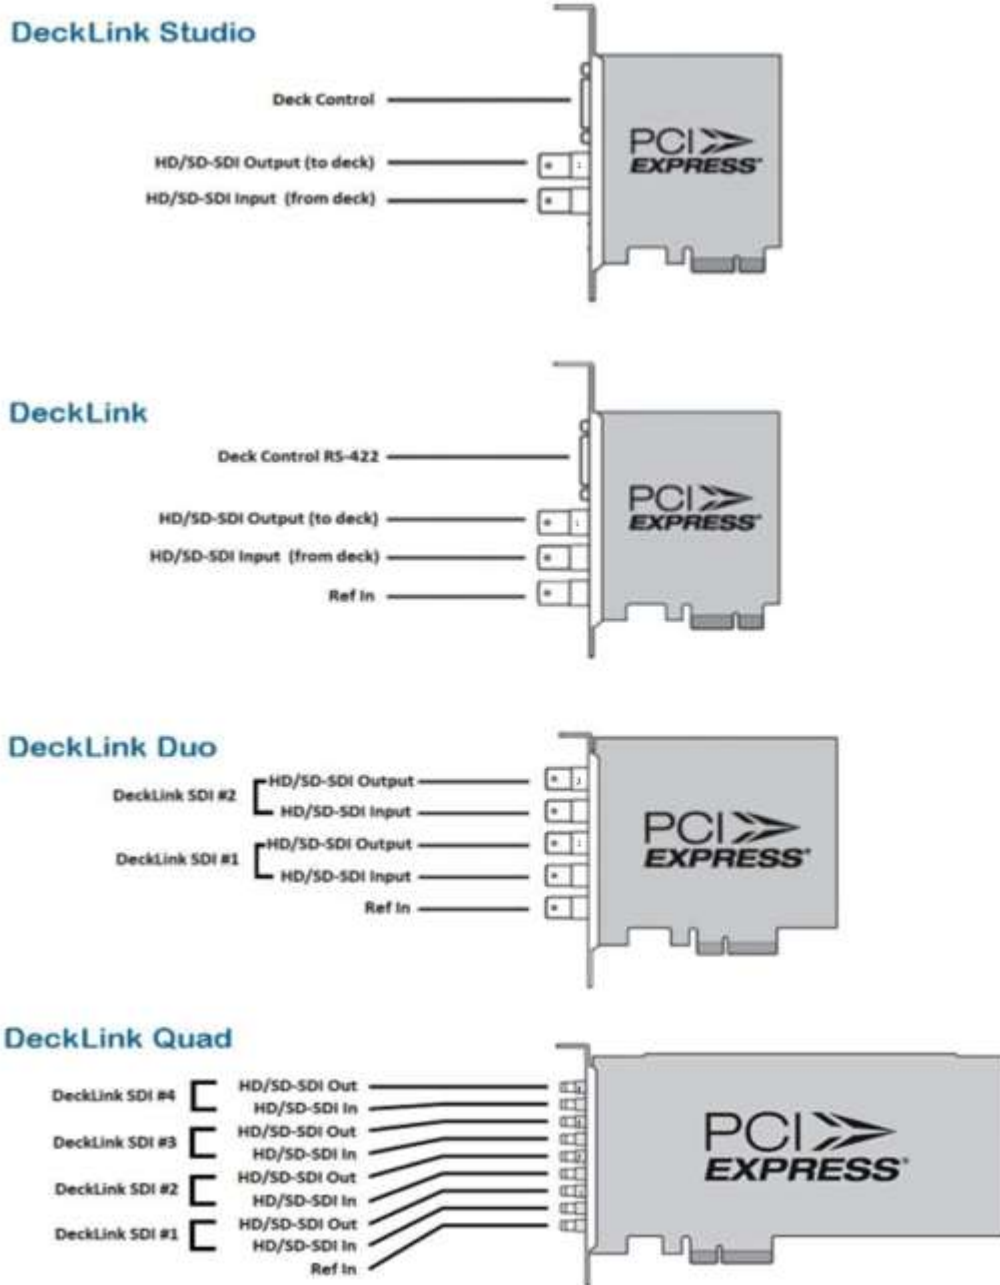 DeckLink Studio
Deck Control
HD/SD-SDI Output (to deck)
HD/SD-SDI Input (from deck)
PCI
EXPRESS®
DeckLink
Deck Control RS-422
HD/SD-SDI Output (to deck)
HD/SD-SDI Input (from deck)
Ref In
PCI
EXPRESS®
DeckLink Duo
DeckLink SDI #2
HD/SD-SDI Output
HD/SD-SDI Input
DeckLink SDI #1
HD/SD-SDI Output
HD/SD-SDI Input
Ref In
PCI
EXPRESS®
DeckLink Quad
DeckLink SDI #4
HD/SD-SDI Out
HD/SD-SDI In
DeckLink SDI #3
HD/SD-SDI Out
HD/SD-SDI In
DeckLink SDI #2
HD/SD-SDI Out
HD/SD-SDI In
DeckLink SDI #1
HD/SD-SDI Out
HD/SD-SDI In
Ref In
PCI
EXPRESS®